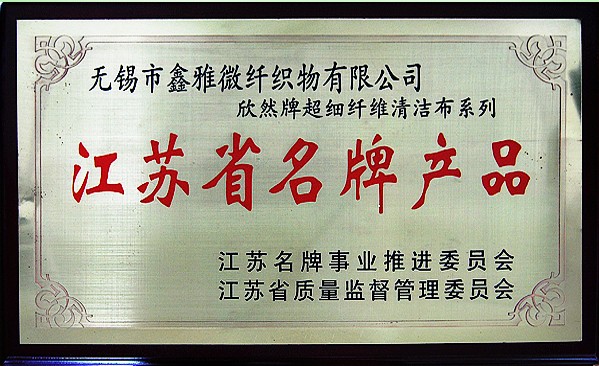 无锡市鑫雅微纤织物有限公司
欣然牌超细纤维清洁布系列
江苏省名牌产品
江苏名牌事业推进委员会
江苏省质量监督管理委员会